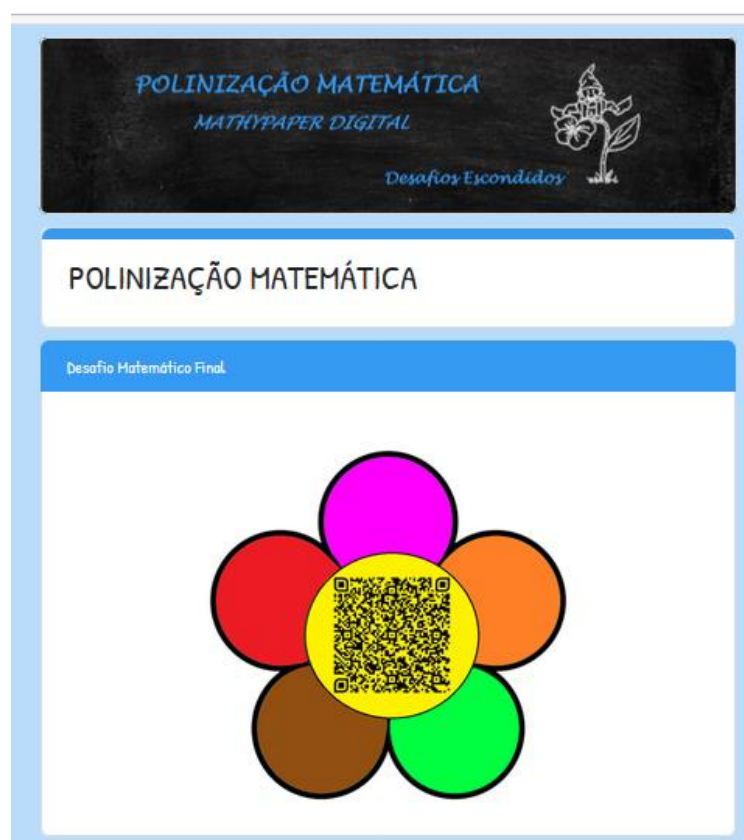 POLINIZAÇÃO MATEMÁTICA
MATHYPAPER DIGITAL
Desafios Escondidos
POLINIZAÇÃO MATEMÁTICA
Desafio Matemático Final